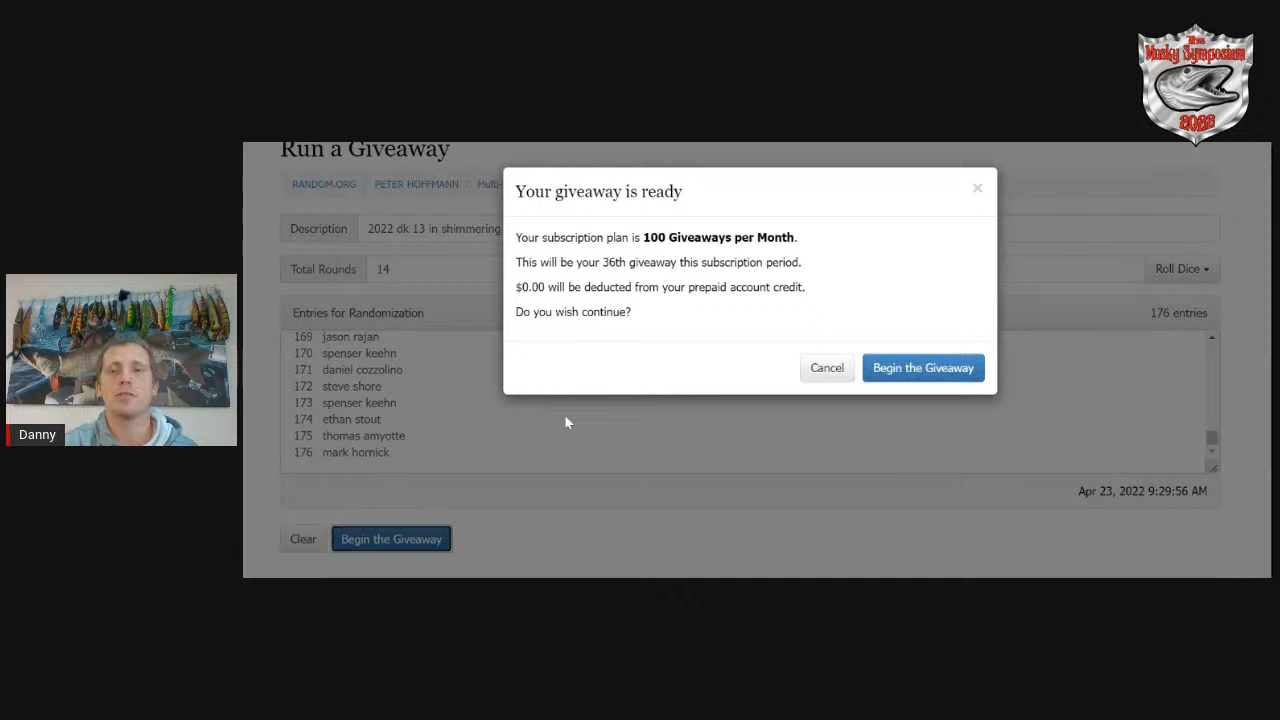 The
Musky Symposium
2022
Run a Giveaway
RANDOM.ORG
PETER HOFFMANN
Multi-
Description
2022 dk 13 in shimmering
Total Rounds
14
Roll Dice
Entries for Randomization
176 entries
169 jason rajan
170 spenser keehn
171 daniel cozzolino
172 steve shore
173 spenser keehn
174 ethan stout
175 thomas amyotte
176 mark hornick
Apr 23, 2022 9:29:56 AM
Clear
Begin the Giveaway
Your giveaway is ready
×
Your subscription plan is 100 Giveaways per Month.
This will be your 36th giveaway this subscription period.
$0.00 will be deducted from your prepaid account credit.
Do you wish continue?
Cancel
Begin the Giveaway
Danny